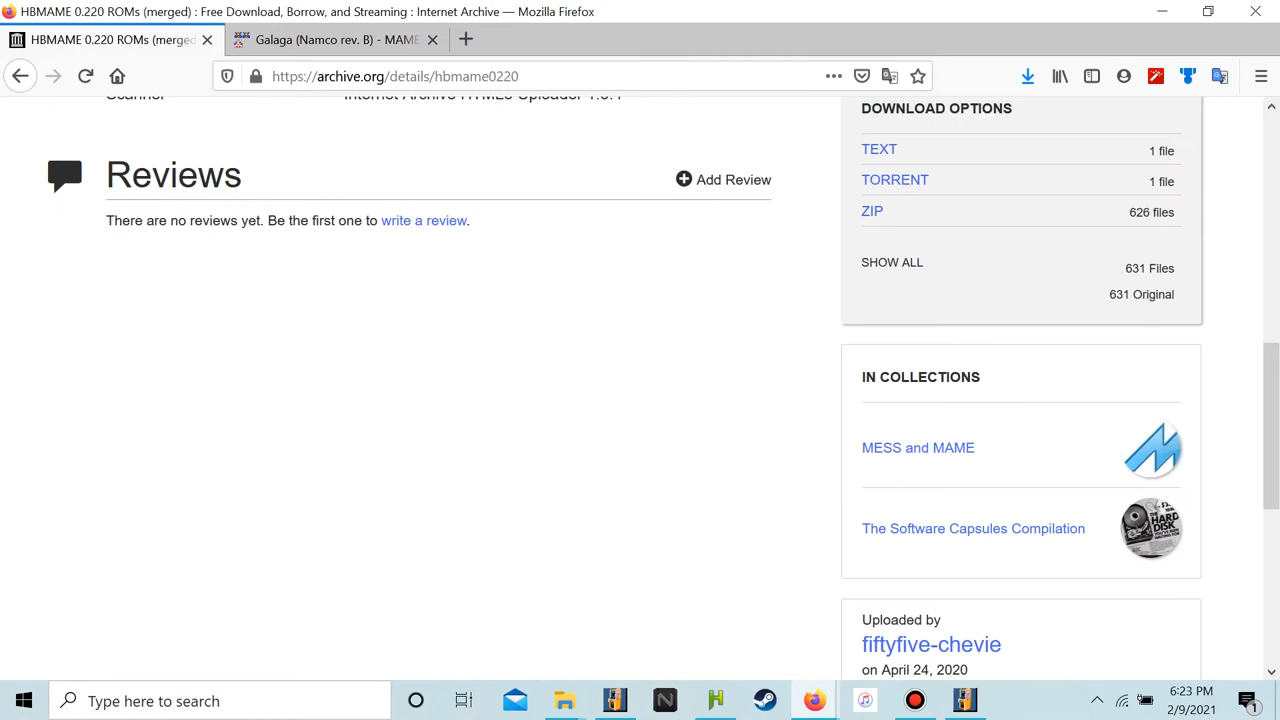 HBMAME 0.220 ROMs (merged) : Free Download, Borrow, and Streaming : Internet Archive — Mozilla Firefox
HBMAME 0.220 ROMs (merged
Galaga (Namco rev. B) - MAME
https://archive.org/details/hbmame0220
Scanner
Internet Archive HTML5 Uploader 1.6.4
Reviews
Add Review
There are no reviews yet. Be the first one to write a review.
DOWNLOAD OPTIONS
TEXT 1 file
TORRENT 1 file
ZIP 626 files
SHOW ALL 631 Files
631 Original
IN COLLECTIONS
MESS and MAME
The Software Capsules Compilation
Uploaded by
fiftyfive-chevie
on April 24, 2020
Type here to search
6:23 PM
2/9/2021
1